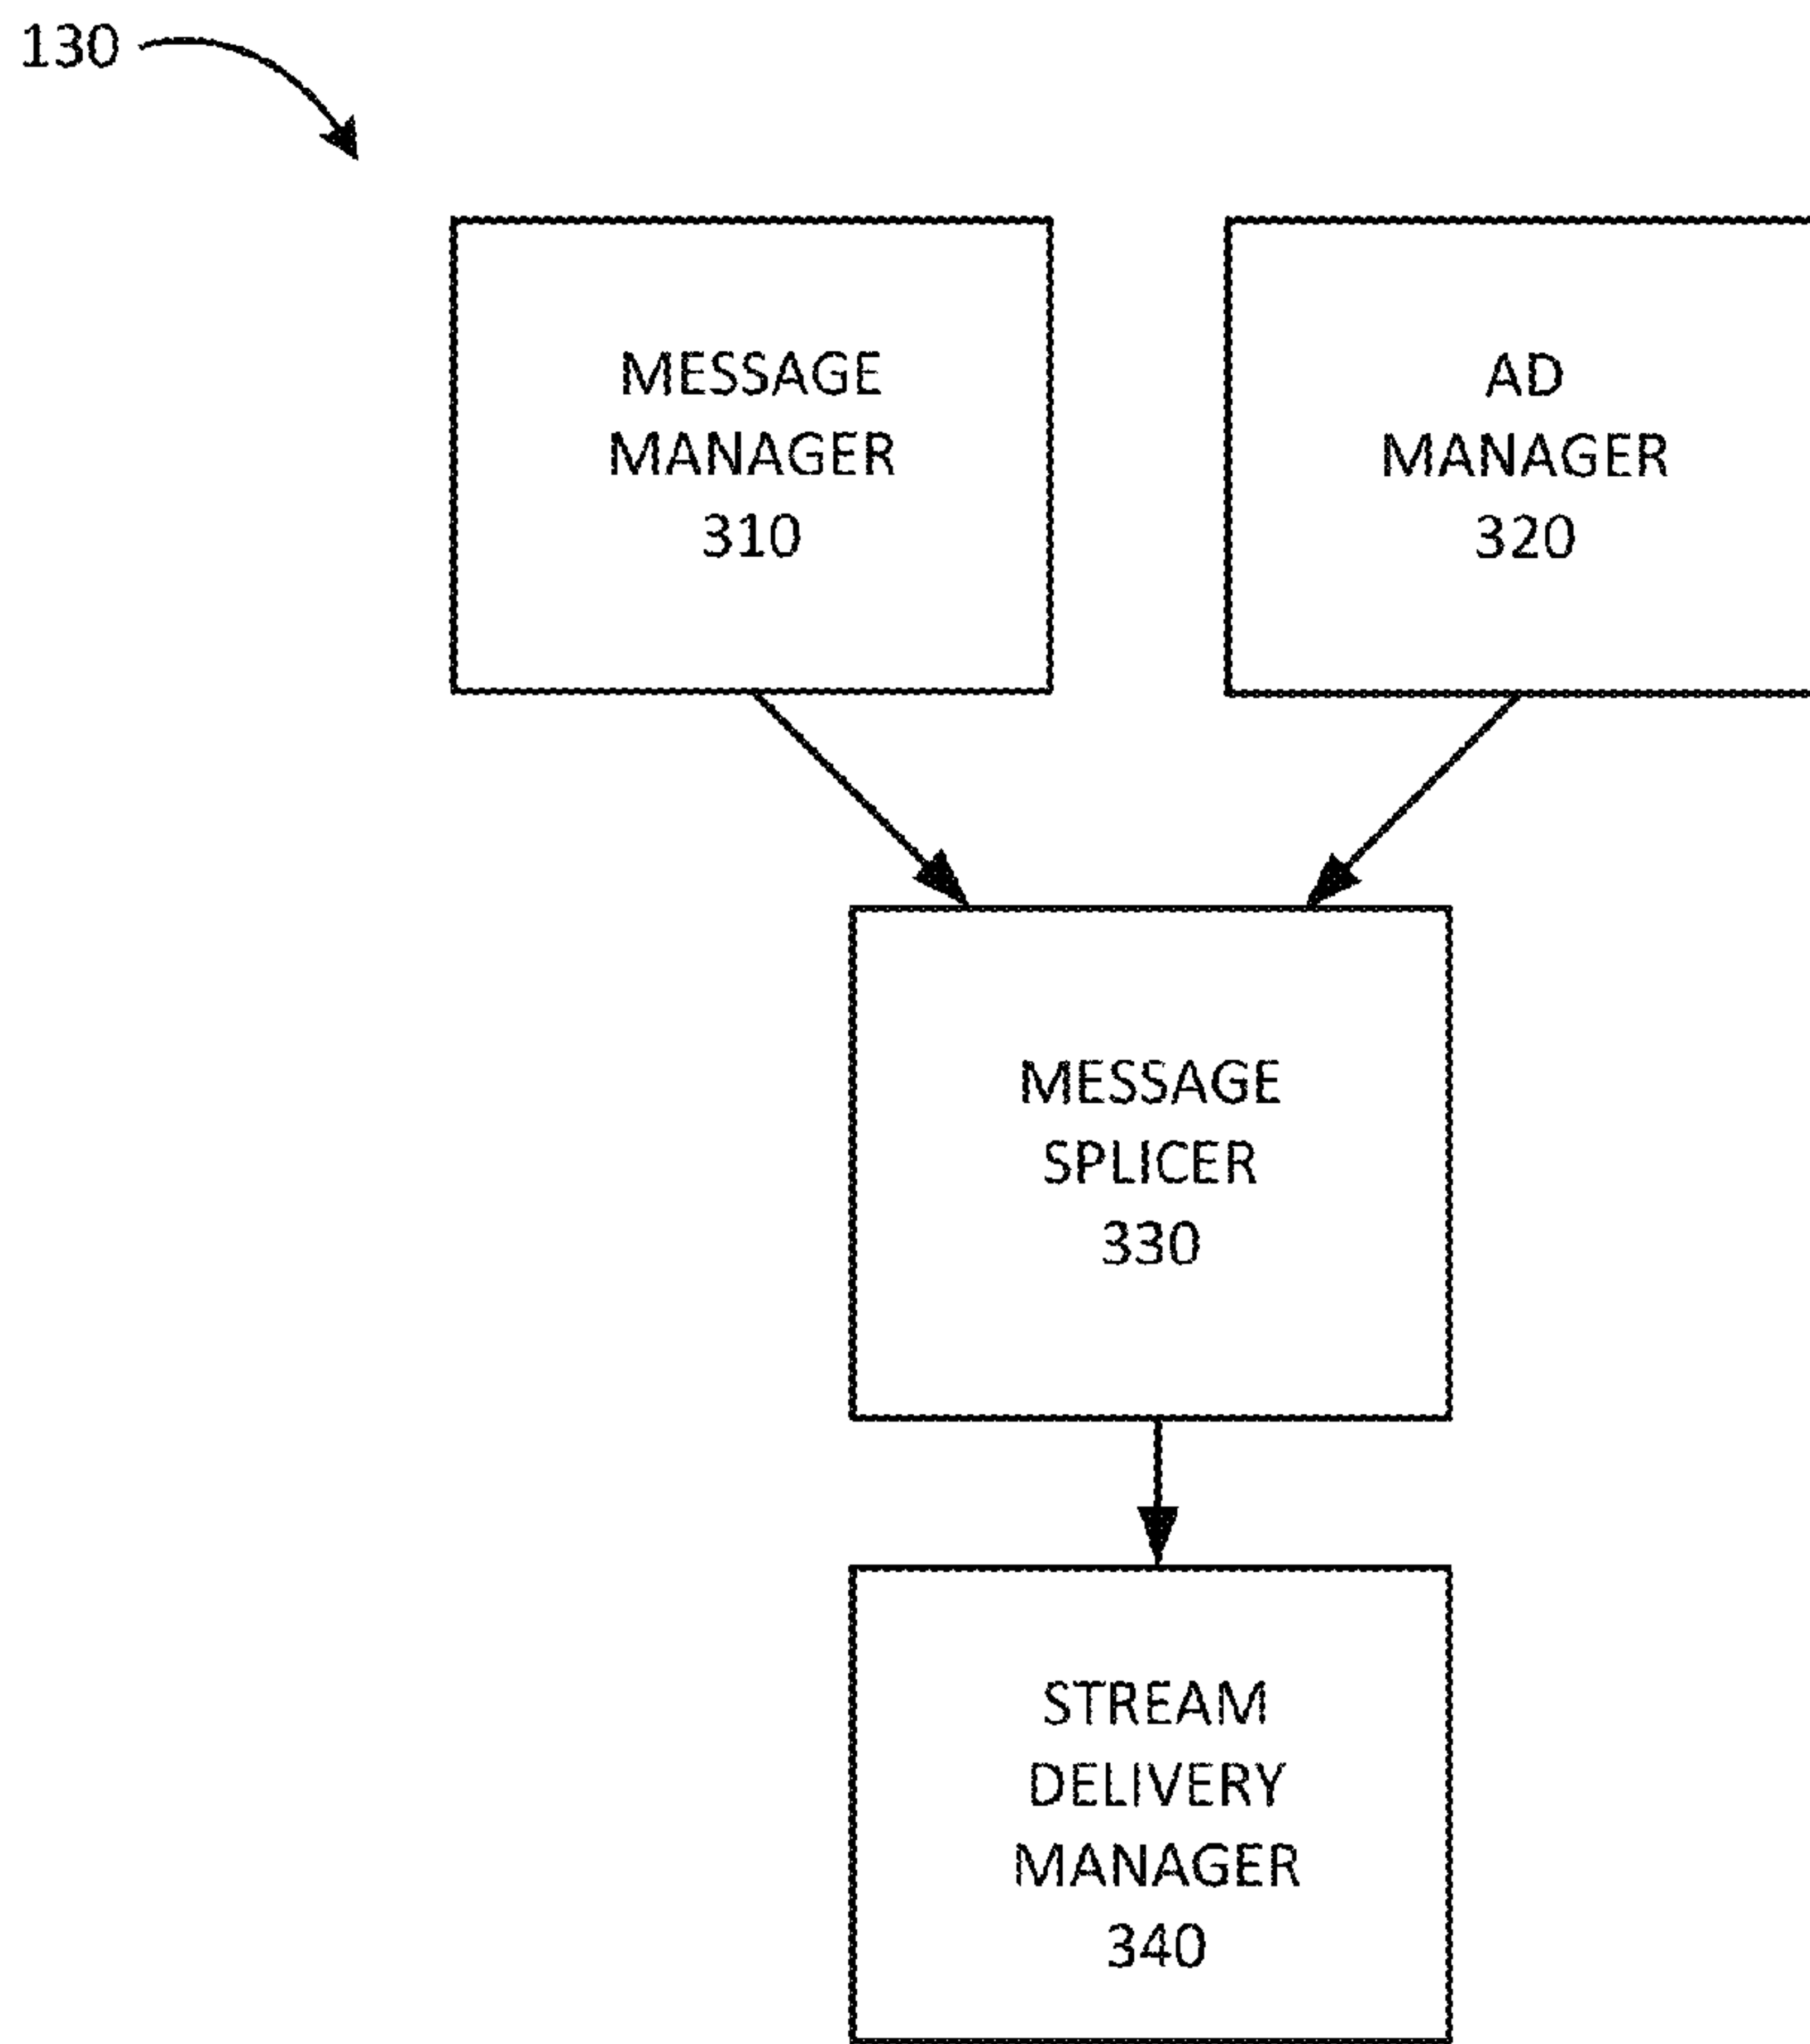 130
MESSAGE
MANAGER
310
AD
MANAGER
320
MESSAGE
SPLICER
330
STREAM
DELIVERY
MANAGER
340